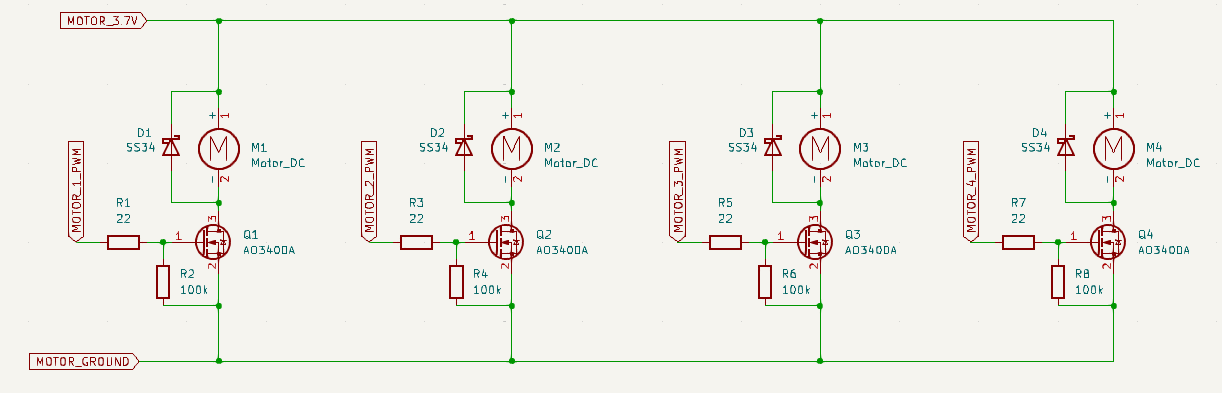 MOTOR_3.7V
D1
SS34
+
1
M
M1
Motor_DC
-
2
MOTOR_1_PWM
R1
22
1
3
Q1
AO3400A
2
R2
100k
D2
SS34
+
1
M
M2
Motor_DC
-
2
MOTOR_2_PWM
R3
22
1
3
Q2
AO3400A
2
R4
100k
D3
SS34
+
1
M
M3
Motor_DC
-
2
MOTOR_3_PWM
R5
22
1
3
Q3
AO3400A
2
R6
100k
D4
SS34
+
1
M
M4
Motor_DC
-
2
MOTOR_4_PWM
R7
22
1
3
Q4
AO3400A
2
R8
100k
MOTOR_GROUND